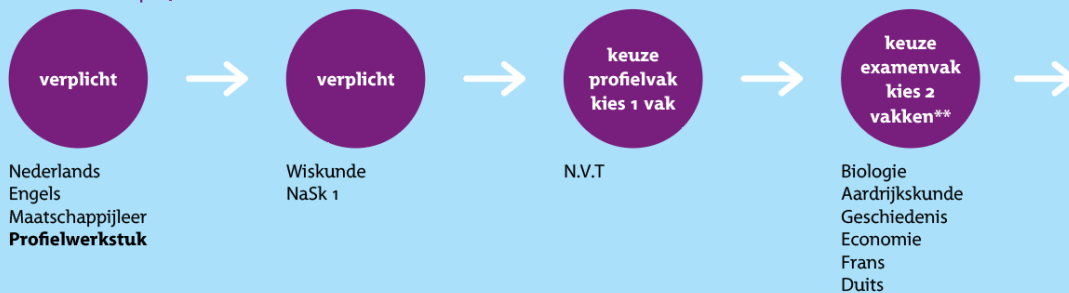 verplicht
Nederlands
Engels
Maatschappijleer
Profielwerkstuk
verplicht
Wiskunde
NaSk 1
keuze
profielvak
kies 1 vak
N.V.T
keuze
examenvak
kies 2
vakken**
Biologie
Aardrijkskunde
Geschiedenis
Economie
Frans
Duits